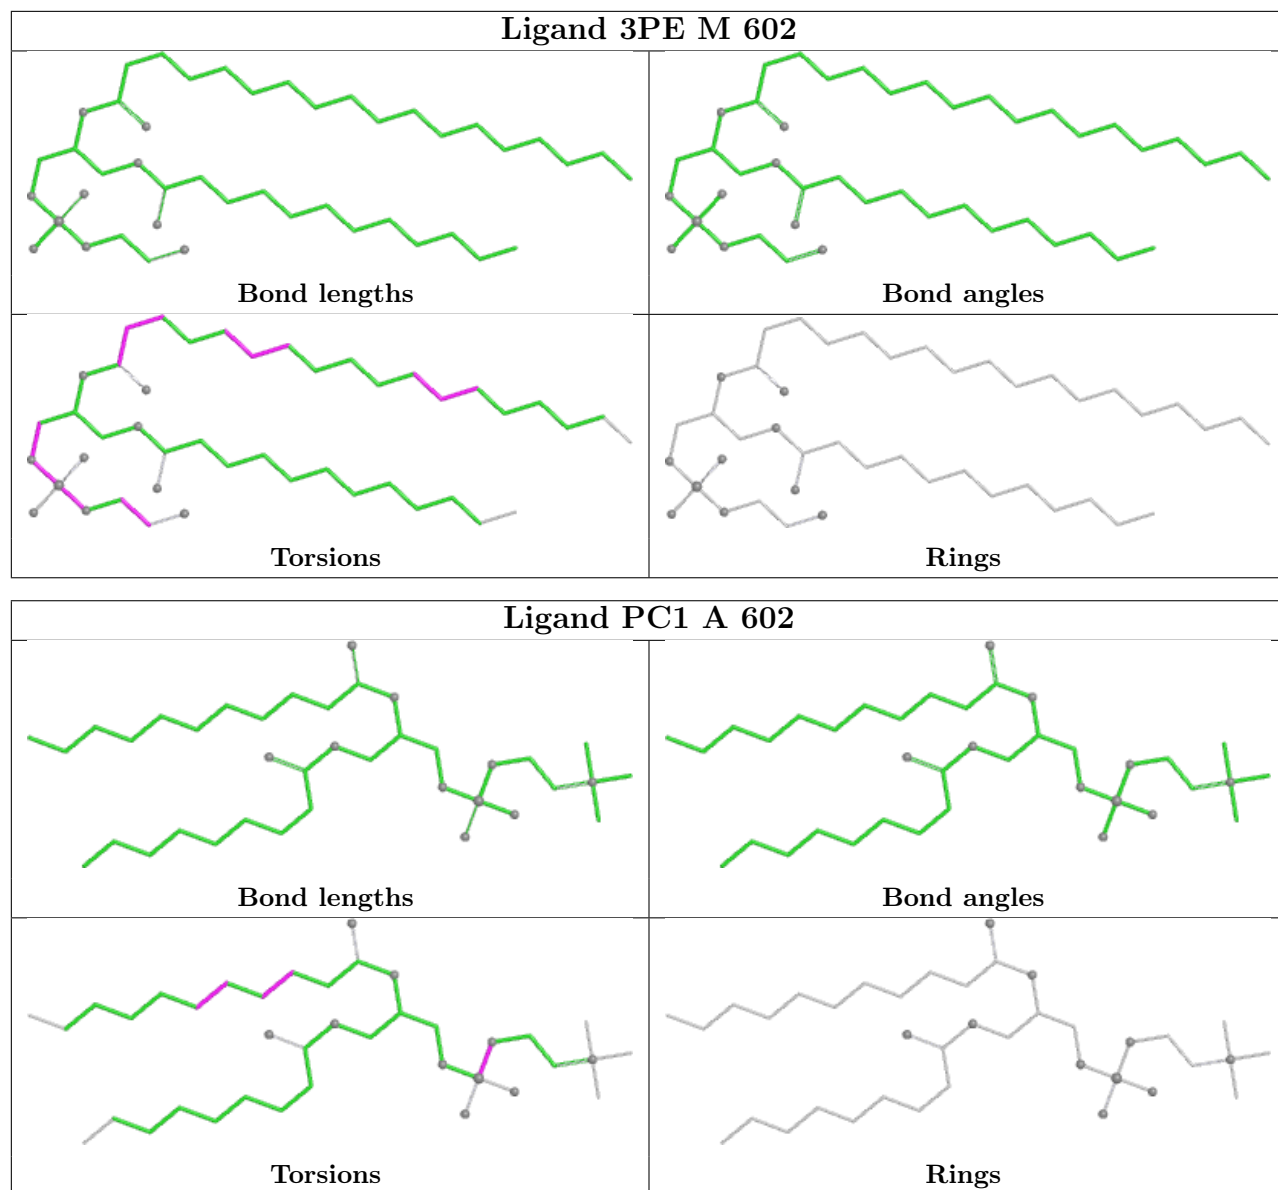 Ligand 3PE M 602
Bond lengths
Bond angles
Torsions
Rings
Ligand PC1 A 602
Bond lengths
Bond angles
Torsions
Rings